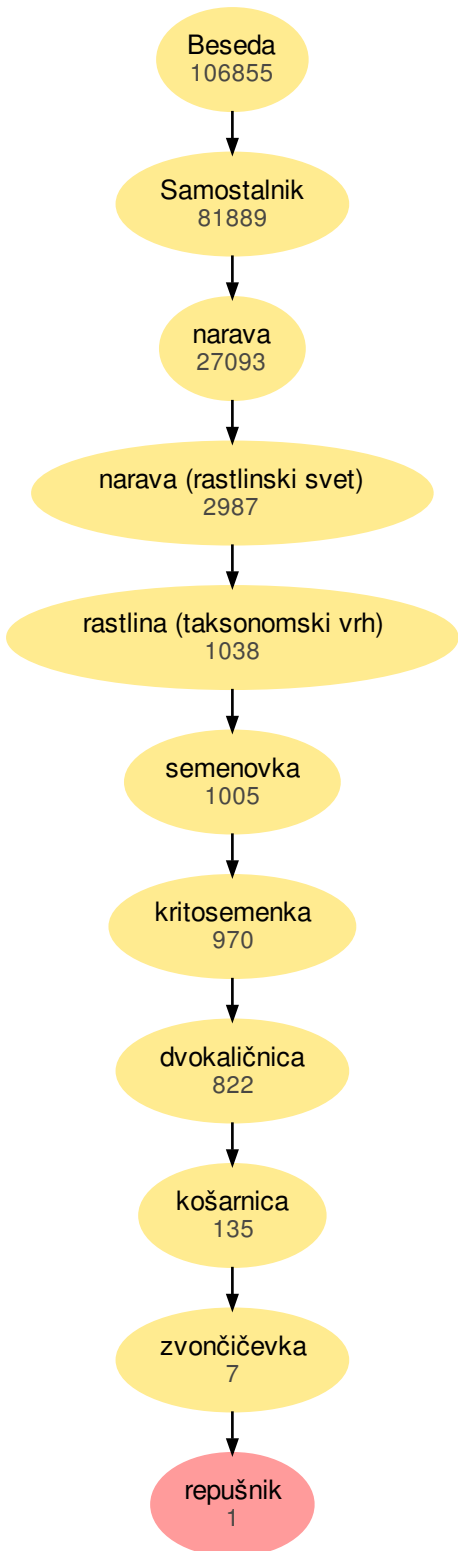 Beseda
106855
Samostalnik
81889
narava
27093
narava (rastlinski svet)
2987
rastlina (taksonomski vrh)
1038
semenovka
1005
kritosemenka
970
dvokaličnica
822
košarnica
135
zvončičevka
7
repušnik
1